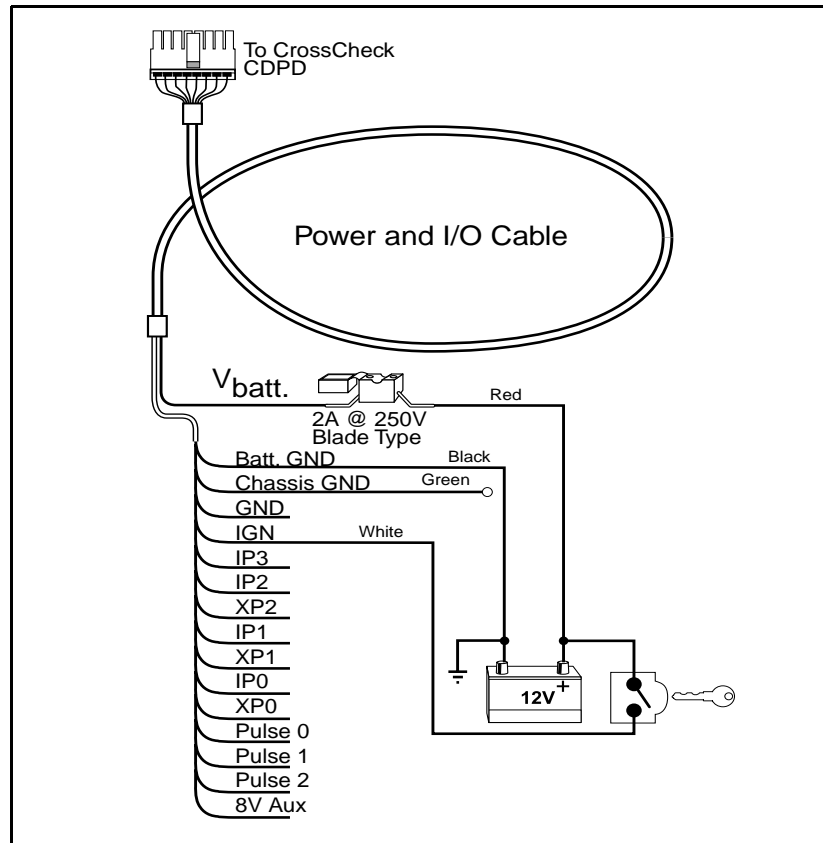 To CrossCheck
CDPD
Power and I/O Cable
Vbatt.
Red
2A @ 250V
Blade Type
Batt. GND
Black
Chassis GND
Green
GND
IGN
White
IP3
IP2
XP2
IP1
XP1
IP0
XP0
Pulse 0
Pulse 1
Pulse 2
8V Aux
12V +